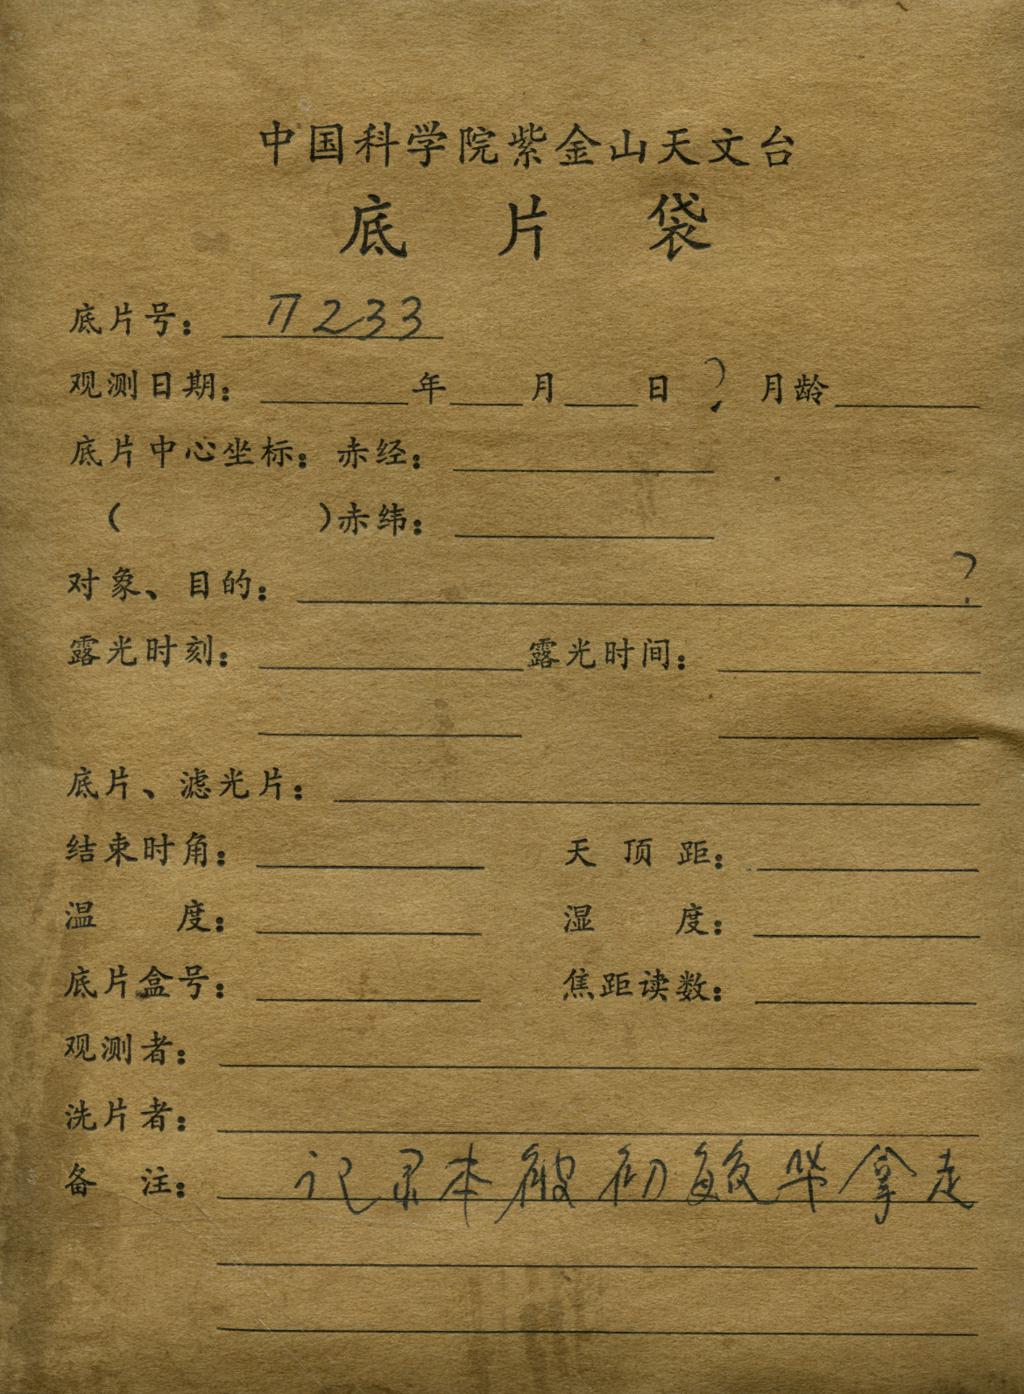 中国科学院紫金山天文台
底片袋
底片号: Π233
观测日期: 年 月 日 ? 月龄
底片中心坐标: 赤经:
( )赤纬:
对象、目的: ?
露光时刻: 露光时间:
底片、滤光片:
结束时角: 天顶距:
温度: 湿度:
底片盒号: 焦距读数:
观测者:
洗片者:
备注: 记录本被 敏华拿走